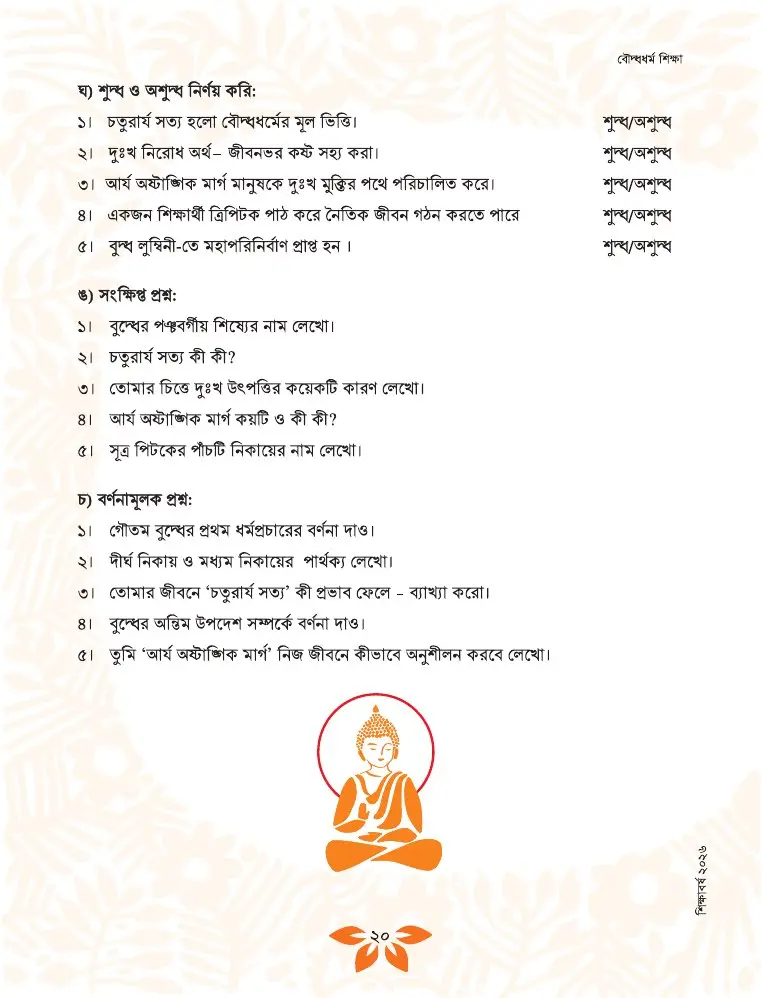 বৌদ্ধধর্ম শিক্ষা
ঘ) শুদ্ধ ও অশুদ্ধ নির্ণয় করি:
১। চতুরার্য সত্য হলো বৌদ্ধধর্মের মূল ভিত্তি। শুদ্ধ/অশুদ্ধ
২। দুঃখ নিরোধ অর্থ– জীবনভর কষ্ট সহ্য করা। শুদ্ধ/অশুদ্ধ
৩। আর্য অষ্টাঙ্গিক মার্গ মানুষকে দুঃখ মুক্তির পথে পরিচালিত করে। শুদ্ধ/অশুদ্ধ
৪। একজন শিক্ষার্থী ত্রিপিটক পাঠ করে নৈতিক জীবন গঠন করতে পারে শুদ্ধ/অশুদ্ধ
৫। বুদ্ধ লুম্বিনী-তে মহাপরিনির্বাণ প্রাপ্ত হন । শুদ্ধ/অশুদ্ধ
ঙ) সংক্ষিপ্ত প্রশ্ন:
১। বুদ্ধের পঞ্চবর্গীয় শিষ্যের নাম লেখো।
২। চতুরার্য সত্য কী কী?
৩। তোমার চিত্তে দুঃখ উৎপত্তির কয়েকটি কারণ লেখো।
৪। আর্য অষ্টাঙ্গিক মার্গ কয়টি ও কী কী?
৫। সূত্র পিটকের পাঁচটি নিকায়ের নাম লেখো।
চ) বর্ণনামূলক প্রশ্ন:
১। গৌতম বুদ্ধের প্রথম ধর্মপ্রচারের বর্ণনা দাও।
২। দীর্ঘ নিকায় ও মধ্যম নিকায়ের পার্থক্য লেখো।
৩। তোমার জীবনে ‘চতুরার্য সত্য’ কী প্রভাব ফেলে – ব্যাখ্যা করো।
৪। বুদ্ধের অন্তিম উপদেশ সম্পর্কে বর্ণনা দাও।
৫। তুমি ‘আর্য অষ্টাঙ্গিক মার্গ’ নিজ জীবনে কীভাবে অনুশীলন করবে লেখো।
শিক্ষাবর্ষ ২০২৬
২০